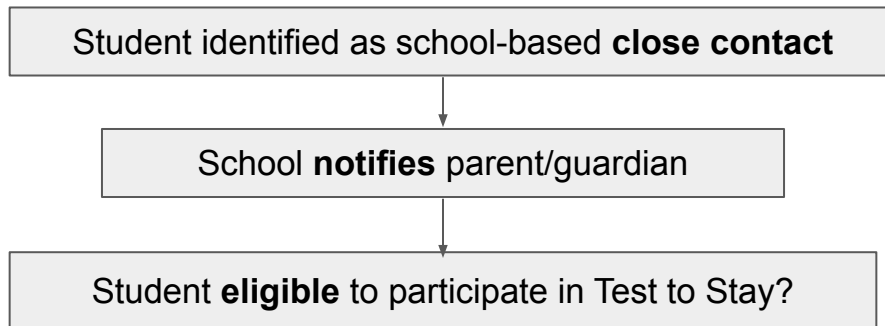 Student identified as school-based close contact
School notifies parent/guardian
Student eligible to participate in Test to Stay?